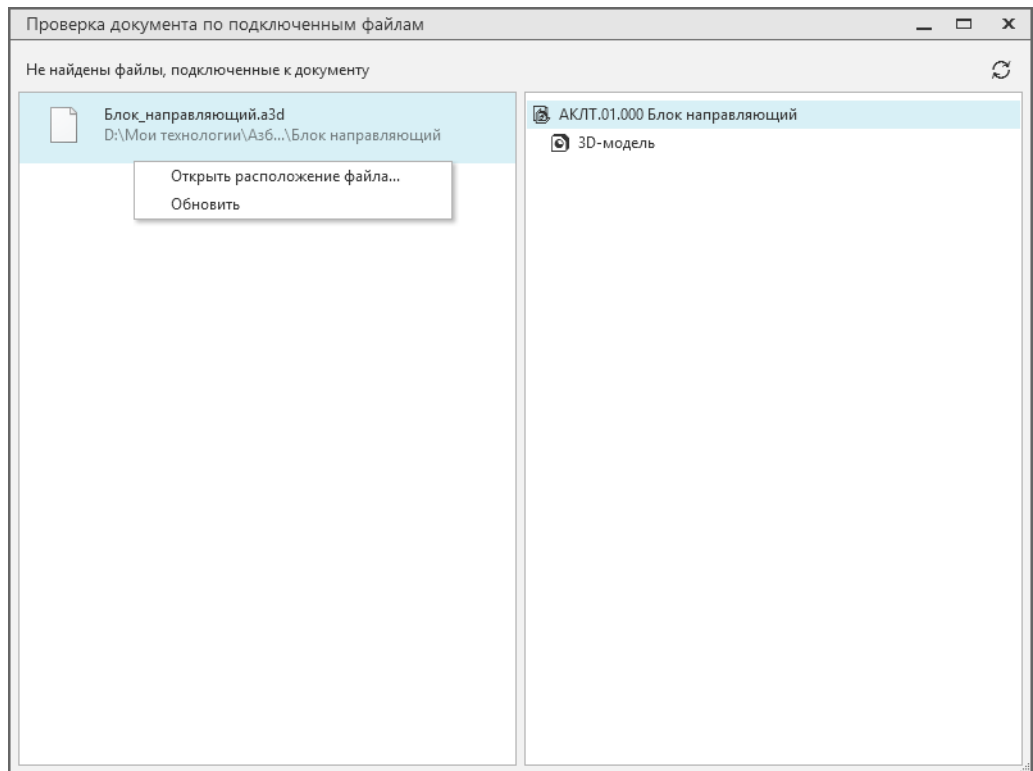 Проверка документа по подключенным файлам
Не найдены файлы, подключенные к документу
Блок_направляющий.a3d
D:\Мои технологии\Азб...\Блок направляющий
Открыть расположение файла...
Обновить
АКЛТ.01.000 Блок направляющий
3D-модель